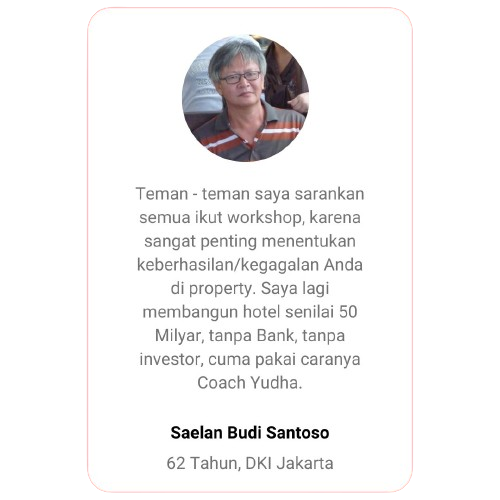 Teman - teman saya sarankan
semua ikut workshop, karena
sangat penting menentukan
keberhasilan/kegagalan Anda
di property. Saya lagi
membangun hotel senilai 50
Milyar, tanpa Bank, tanpa
investor, cuma pakai caranya
Coach Yudha.
Saelan Budi Santoso
62 Tahun, DKI Jakarta